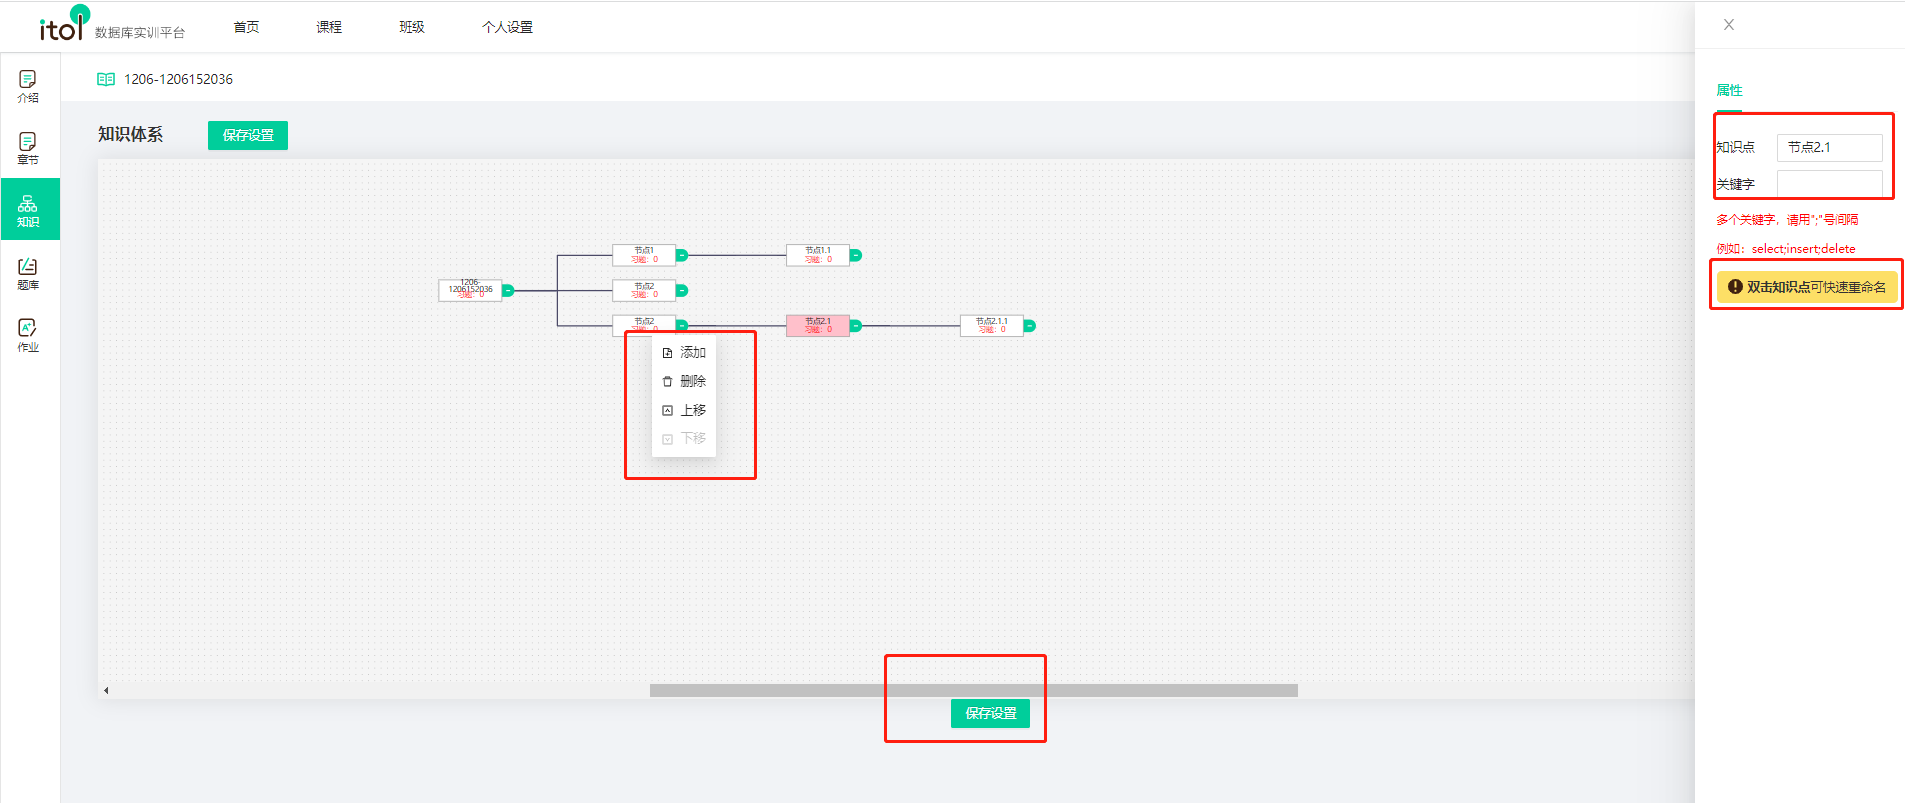 itol 数据库实训平台 首页 课程 班级 个人设置
介绍
章节
知识
题库
作业
1206-1206152036
知识体系 保存设置
节点1
习题：0
节点1.1
习题：0
1206-
1206152036
习题：0
节点2
习题：0
节点2
习题：0
节点2.1
习题：0
节点2.1.1
习题：0
添加
删除
上移
下移
保存设置
属性
知识点 节点2.1
关键字
多个关键字，请用";"号间隔
例如：select;insert;delete
双击知识点可快速重命名